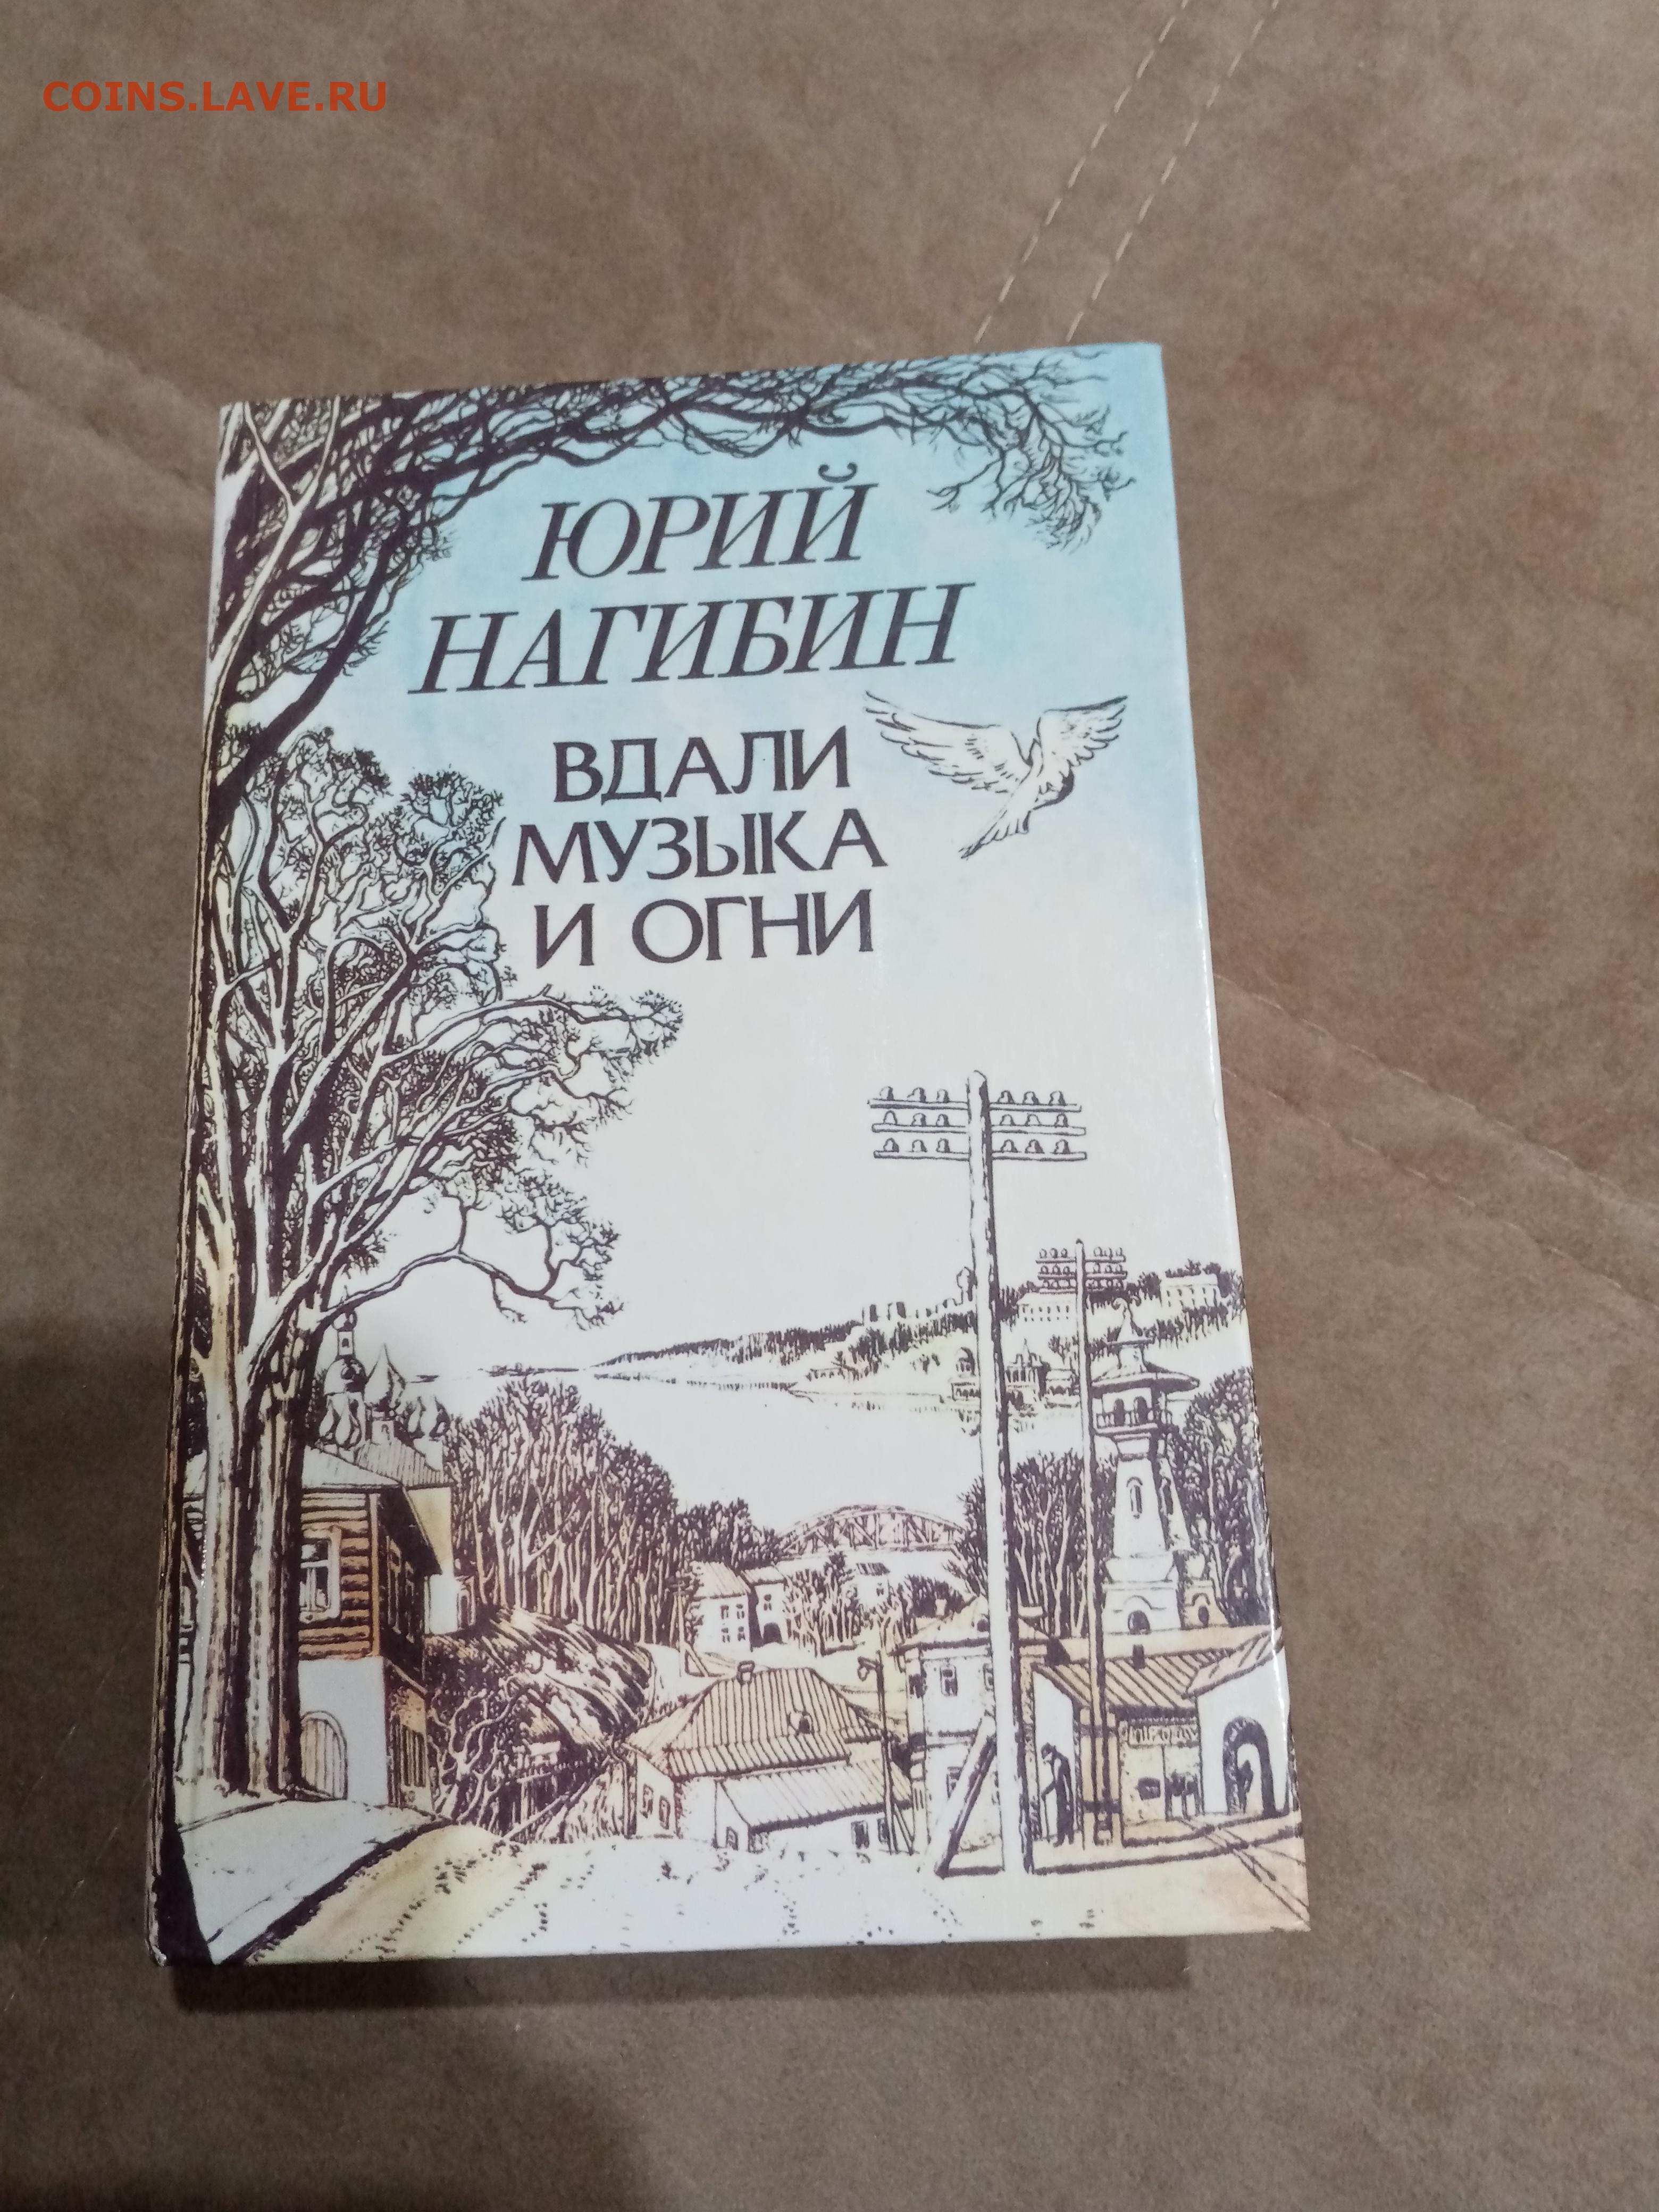 COINS.LAVE.RU
ЮРИЙ
НАГИБИН
ВДАЛИ
МУЗЫКА
И ОГНИ